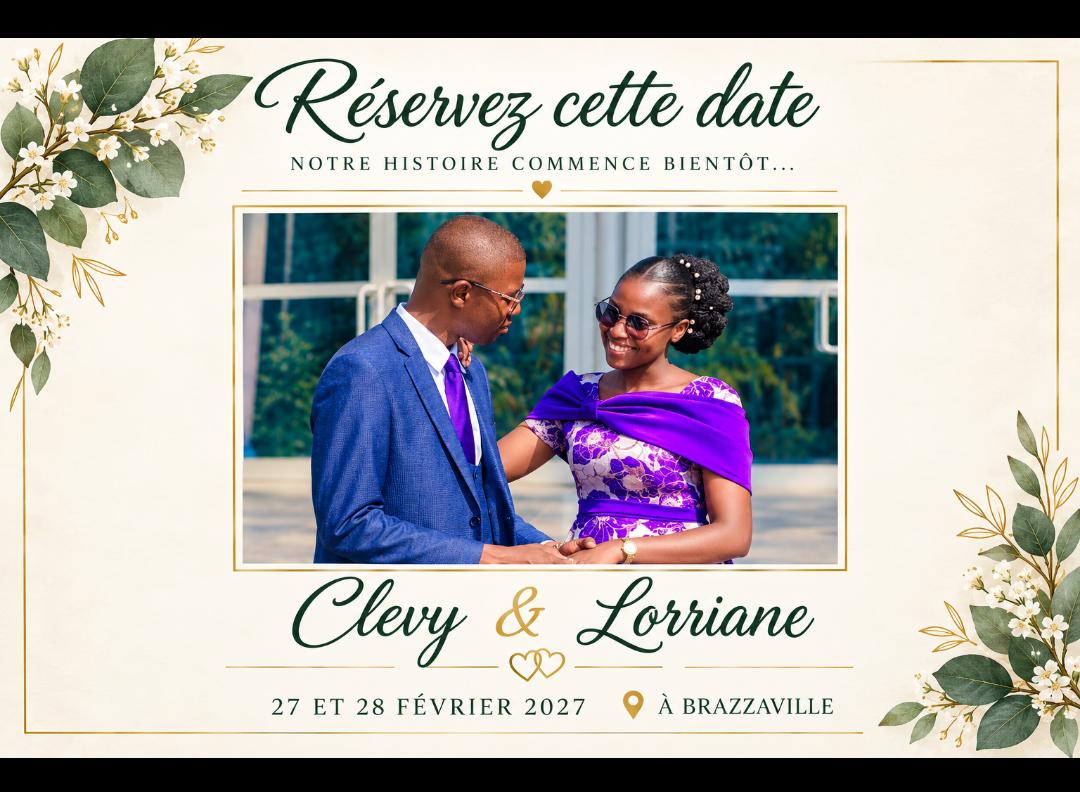 Réservez cette date
NOTRE HISTOIRE COMMENCE BIENTÔT...
Clevy & Lorriane
27 ET 28 FÉVRIER 2027 À BRAZZAVILLE